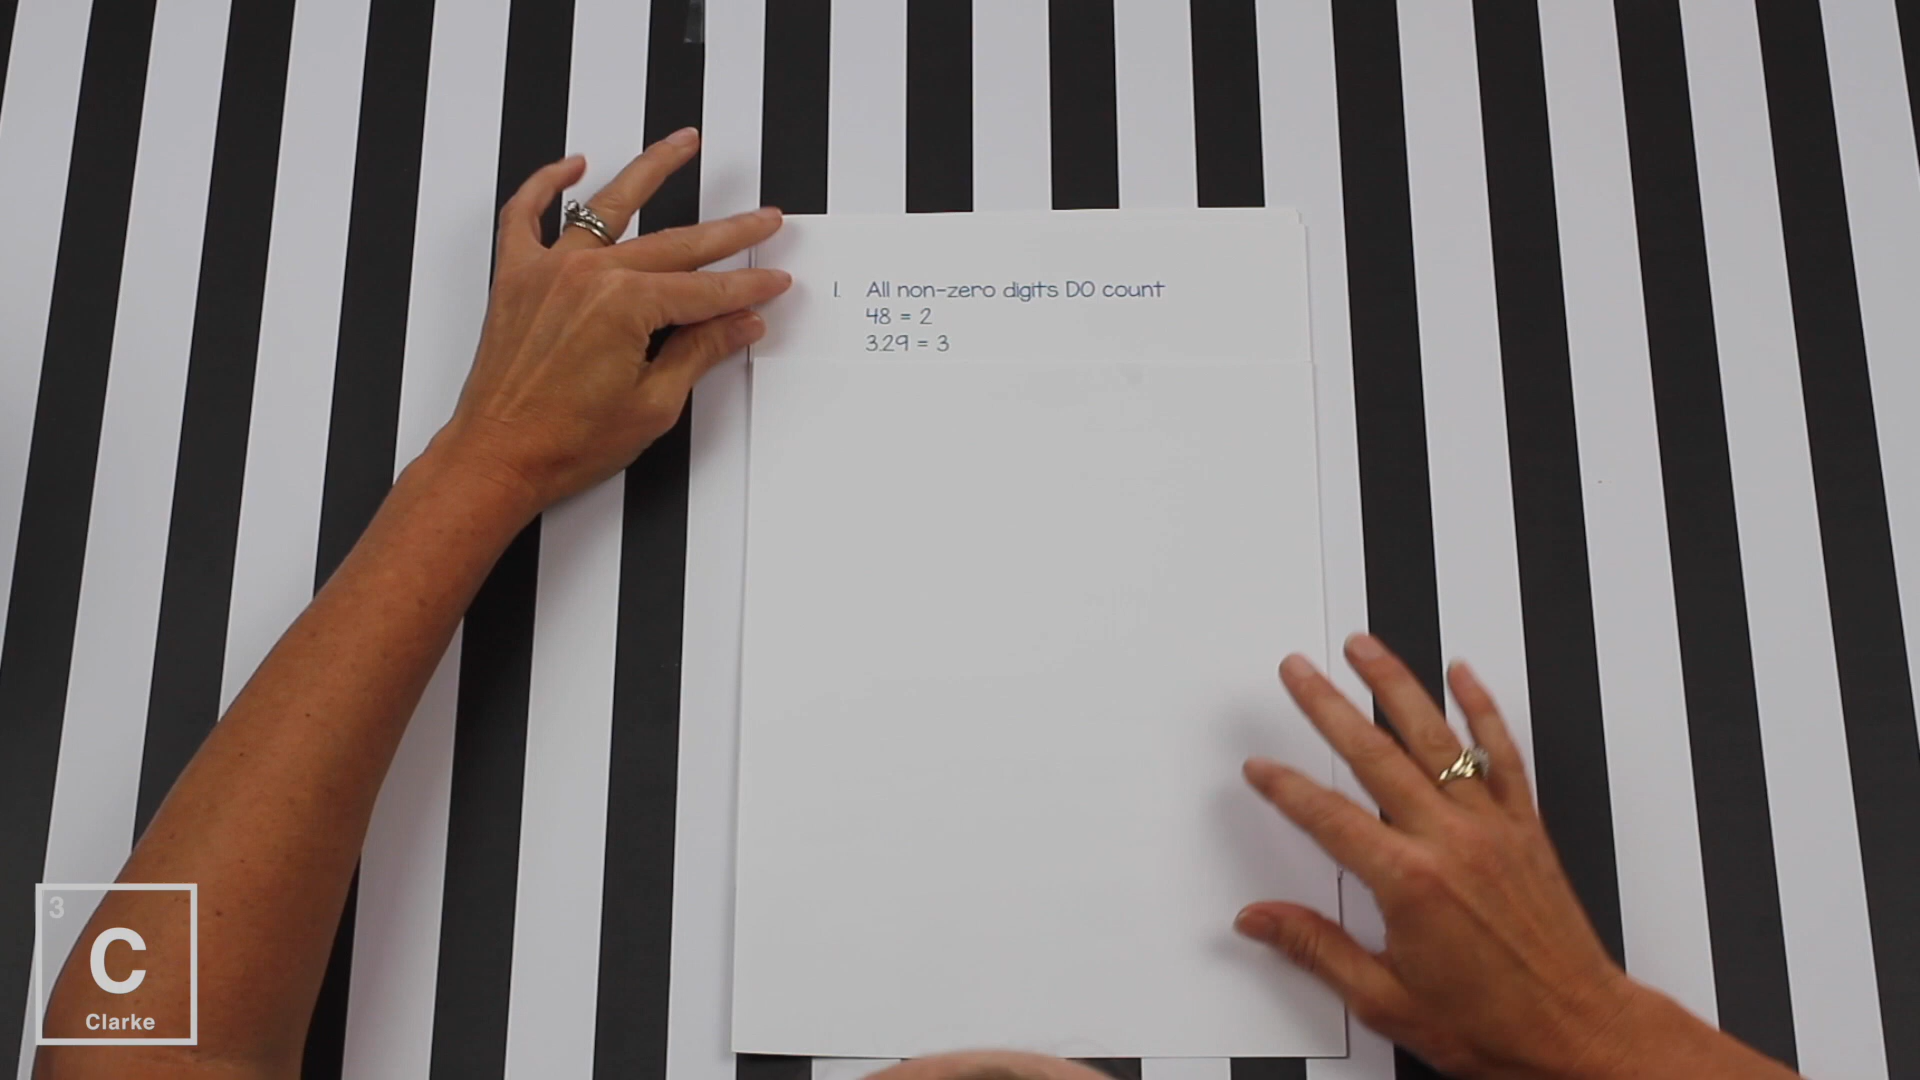 1. All non-zero digits DO count
48 = 2
3.29 = 3
3
C
Clarke